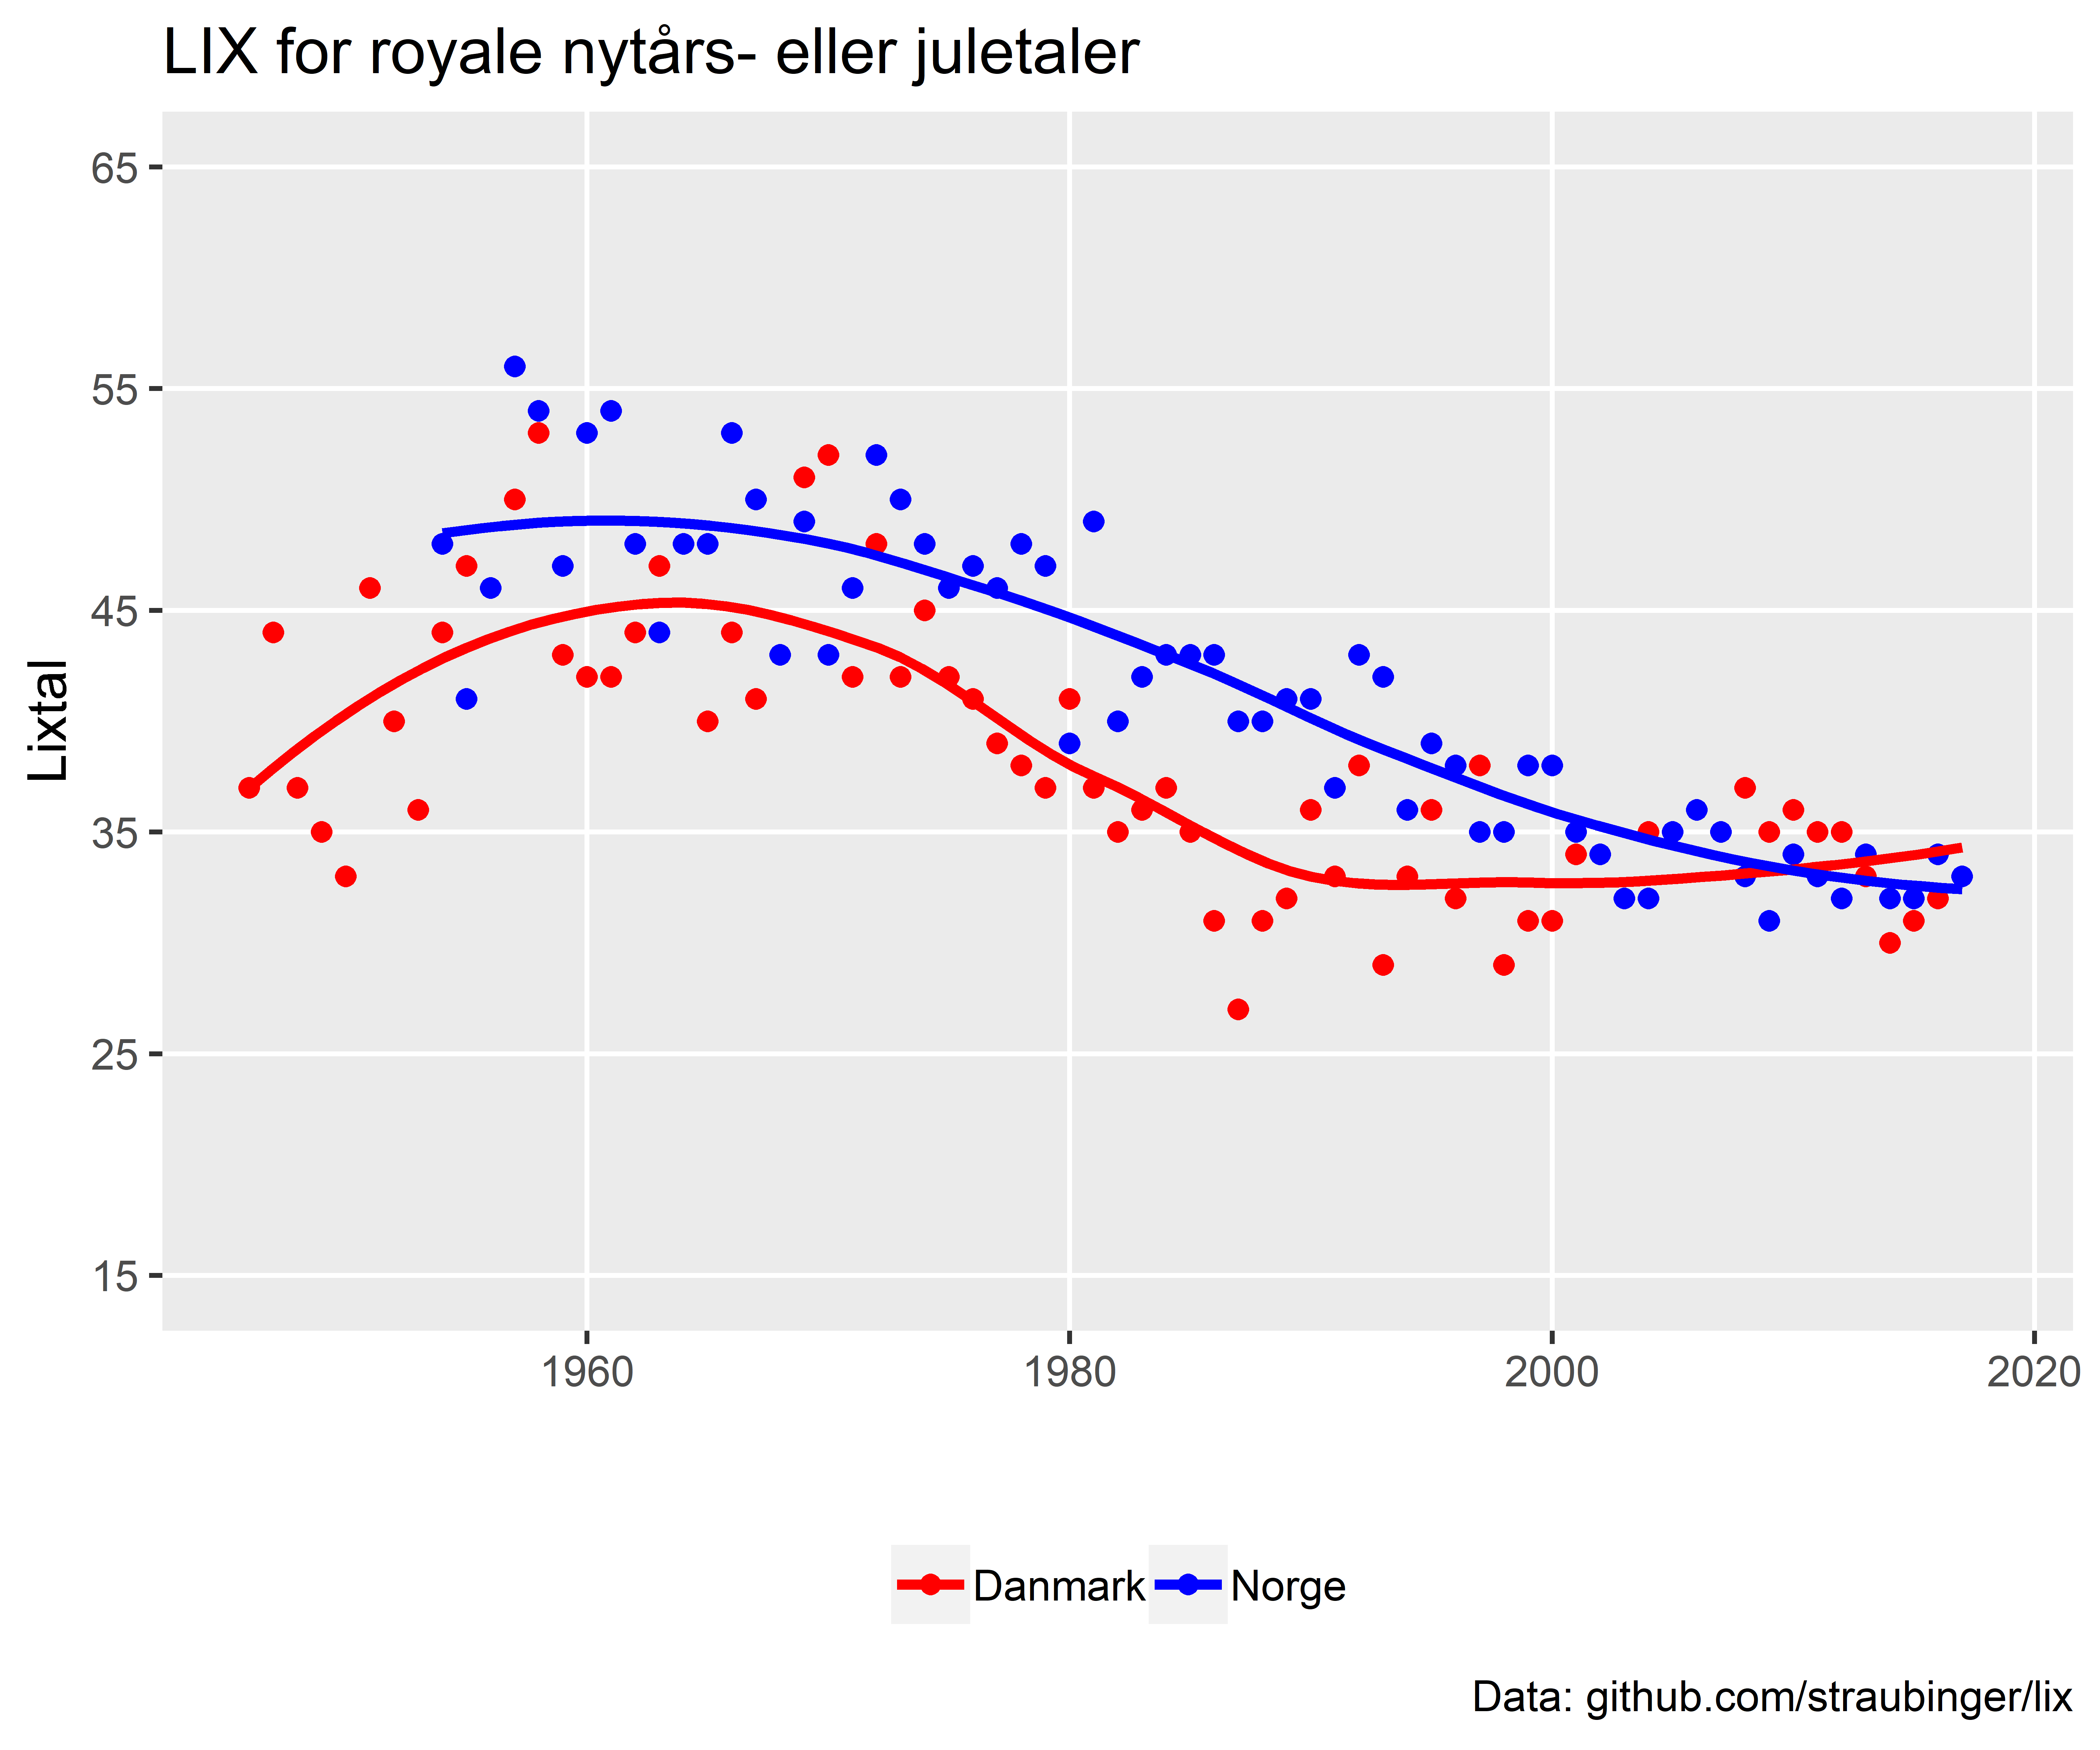 LIX for royale nytårs- eller juletaler
Lixtal
65
55
45
35
25
15
1960 1980 2000 2020
Danmark Norge
Data: github.com/straubinger/lix